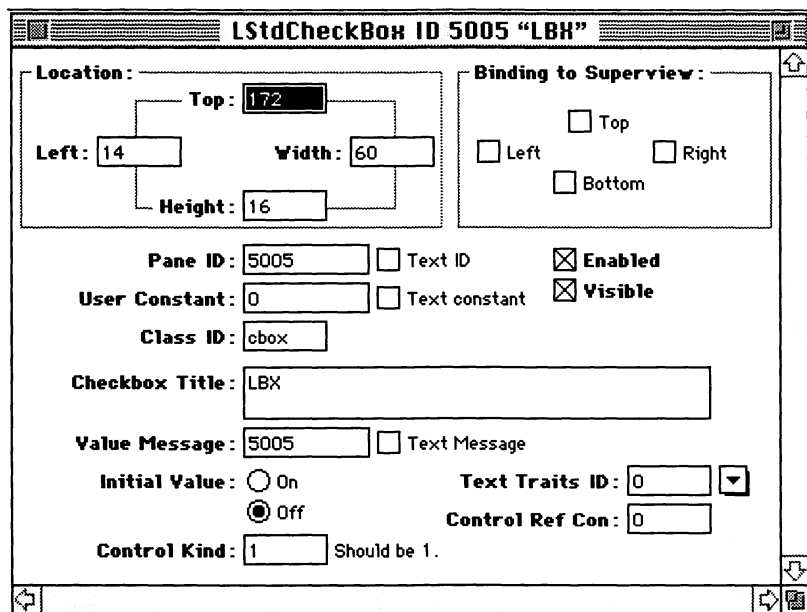 LStdCheckBox ID 5005 “LBX”
Location: Binding to Superview:
Top: 172
Top
Left: 14 Width: 60
Left Right
Height: 16
Bottom
Pane ID: 5005 Text ID Enabled
User Constant: 0 Text constant Visible
Class ID: cbox
Checkbox Title: LBX
Value Message: 5005 Text Message
Initial Value: On Text Traits ID: 0
Off Control Ref Con: 0
Control Kind: 1 Should be 1.